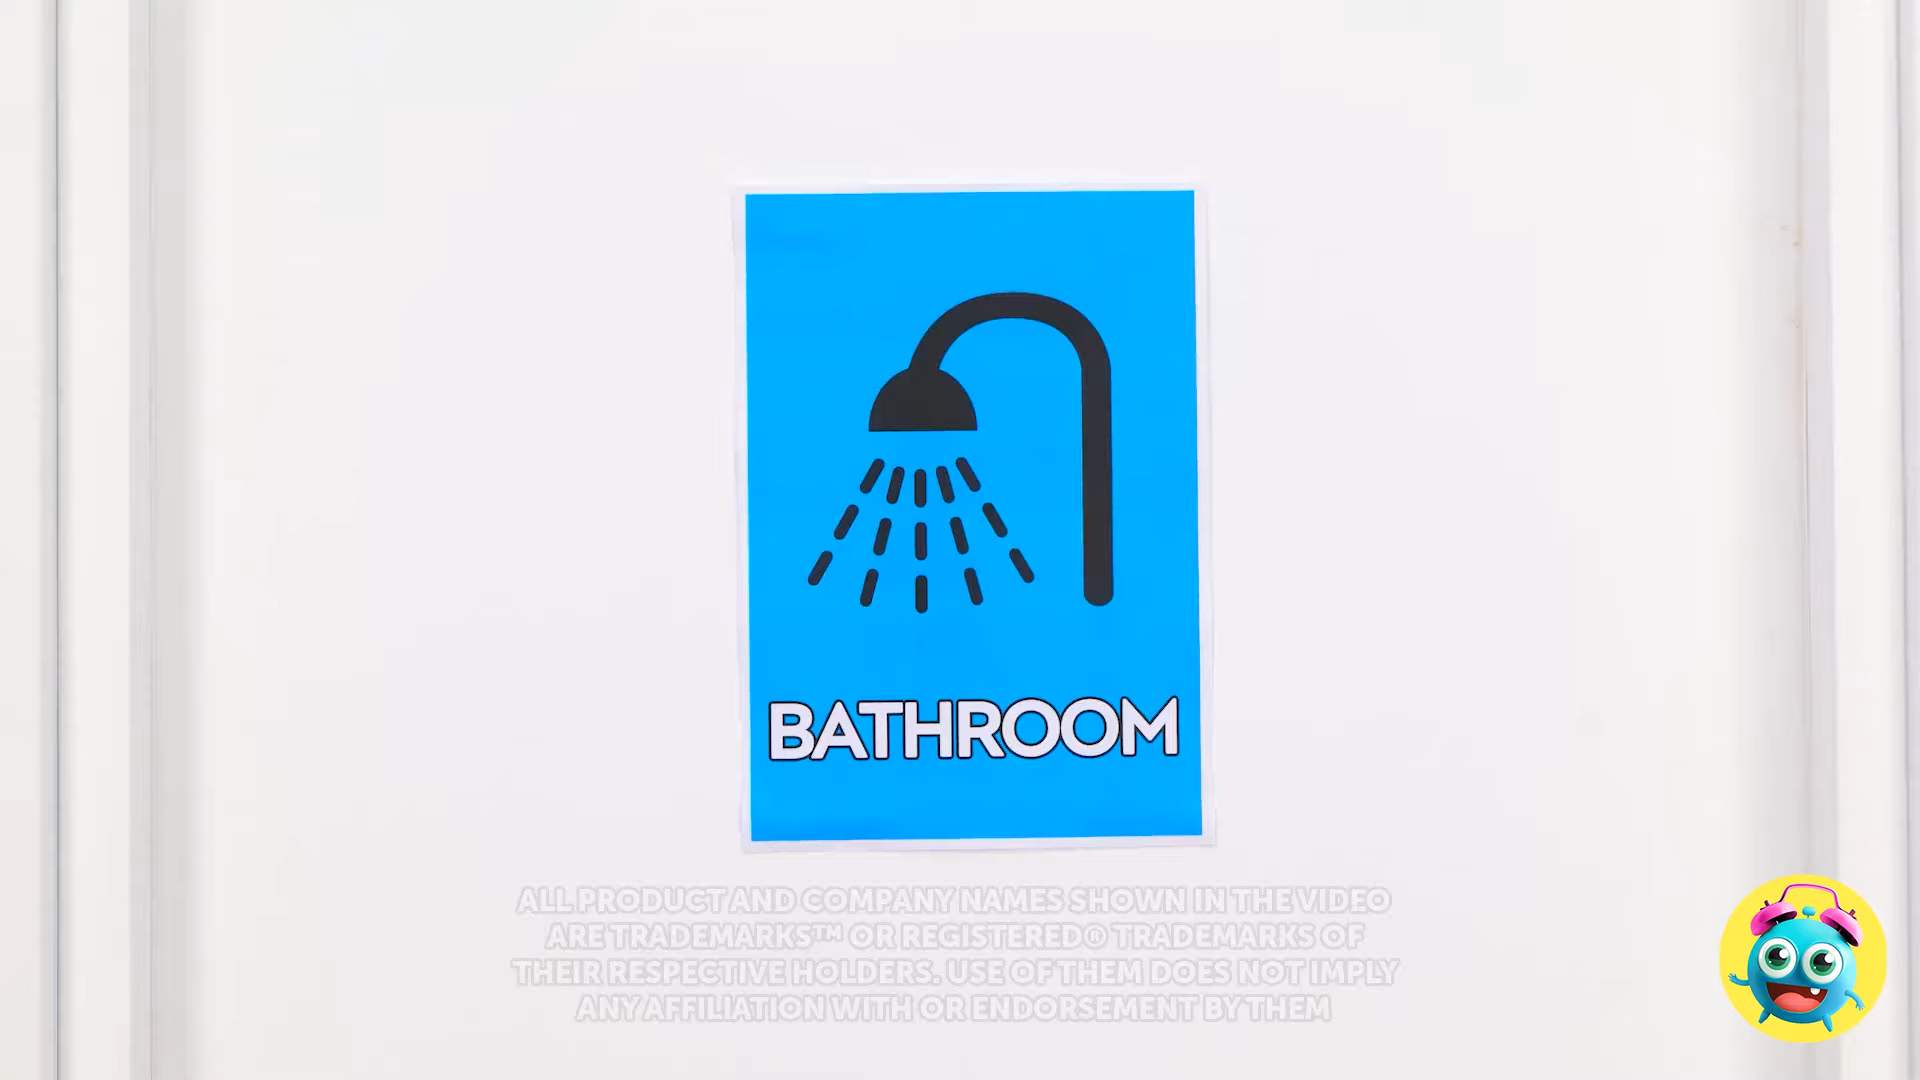 BATHROOM
ALL PRODUCT AND COMPANY NAMES SHOWN IN THE VIDEO
ARE TRADEMARKS™ OR REGISTERED® TRADEMARKS OF
THEIR RESPECTIVE HOLDERS. USE OF THEM DOES NOT IMPLY
ANY AFFILIATION WITH OR ENDORSEMENT BY THEM